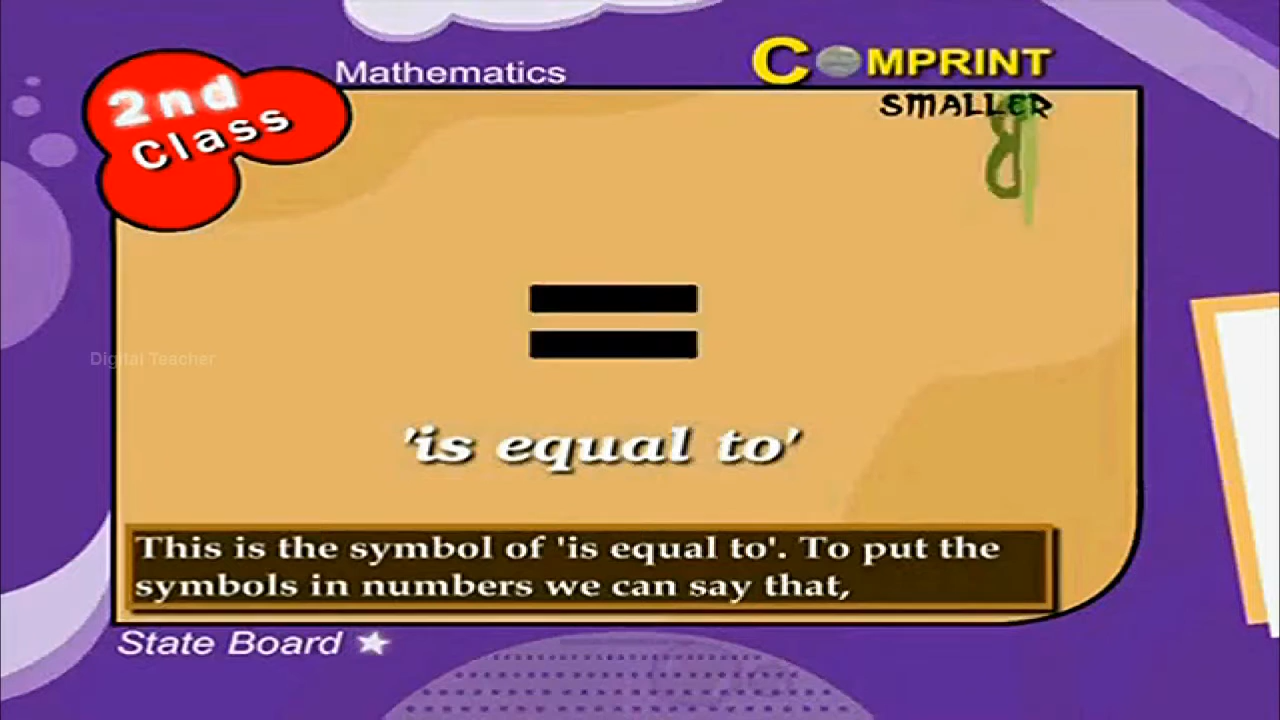 Mathematics
COMPRINT
2nd
Class
SMALLER
=
Digital Teacher
'is equal to'
This is the symbol of 'is equal to'. To put the
symbols in numbers we can say that,
State Board ★